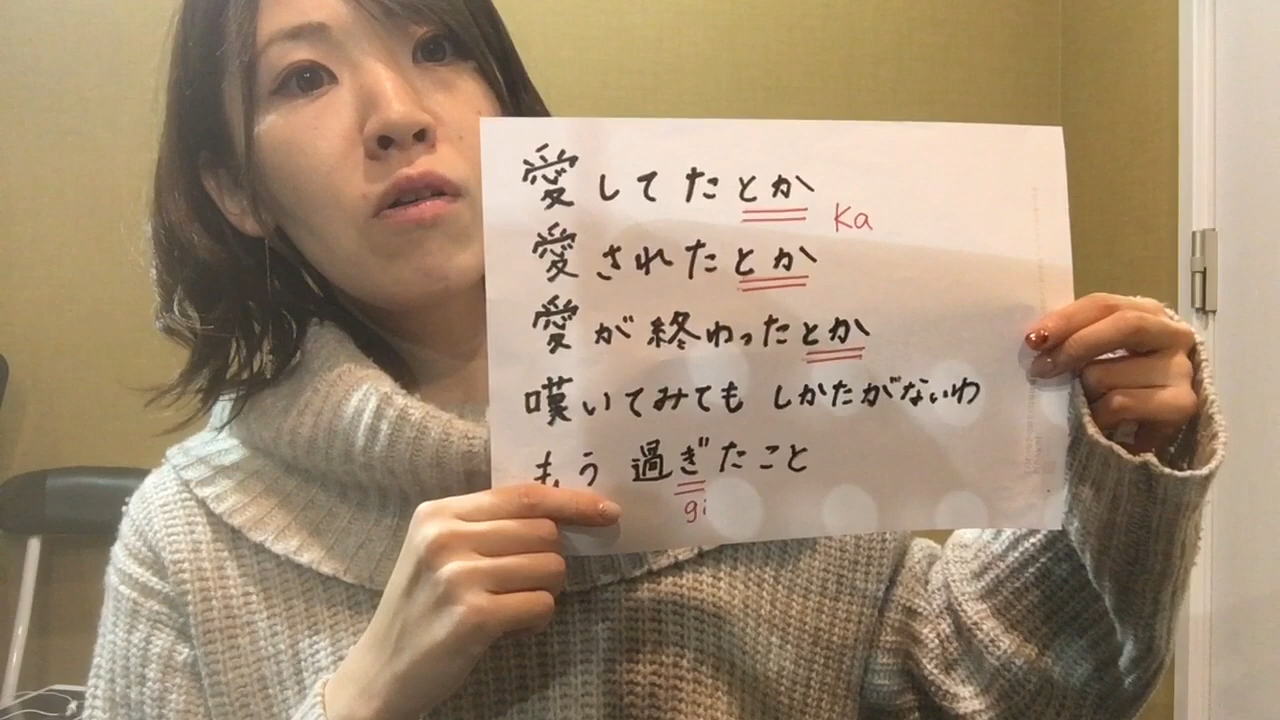 愛してたとか
Ka
愛されたとか
愛が終わったとか
嘆いてみても しかたがないわ
もう 過ぎたこと
gi